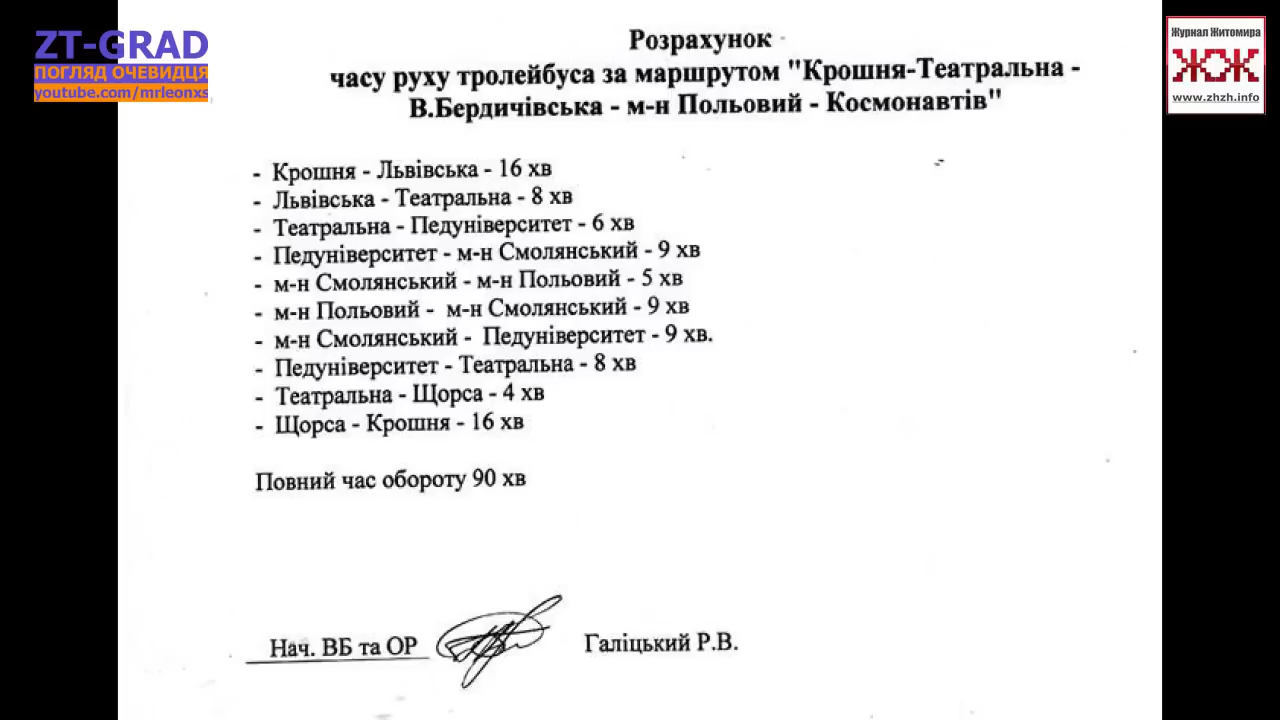 ZT-GRAD
ПОГЛЯД ОЧЕВИДЦЯ
youtube.com/mrleonxs
Журнал Житомира
ЖЖ
www.zhzh.info
Розрахунок
часу руху тролейбуса за маршрутом "Крошня-Театральна -
В.Бердичівська - м-н Польовий - Космонавтів"
- Крошня - Львівська - 16 хв
- Львівська - Театральна - 8 хв
- Театральна - Педуніверситет - 6 хв
- Педуніверситет - м-н Смолянський - 9 хв
- м-н Смолянський - м-н Польовий - 5 хв
- м-н Польовий - м-н Смолянський - 9 хв
- м-н Смолянський - Педуніверситет - 9 хв.
- Педуніверситет - Театральна - 8 хв
- Театральна - Щорса - 4 хв
- Щорса - Крошня - 16 хв
Повний час обороту 90 хв
Нач. ВБ та ОР Галіцький Р.В.